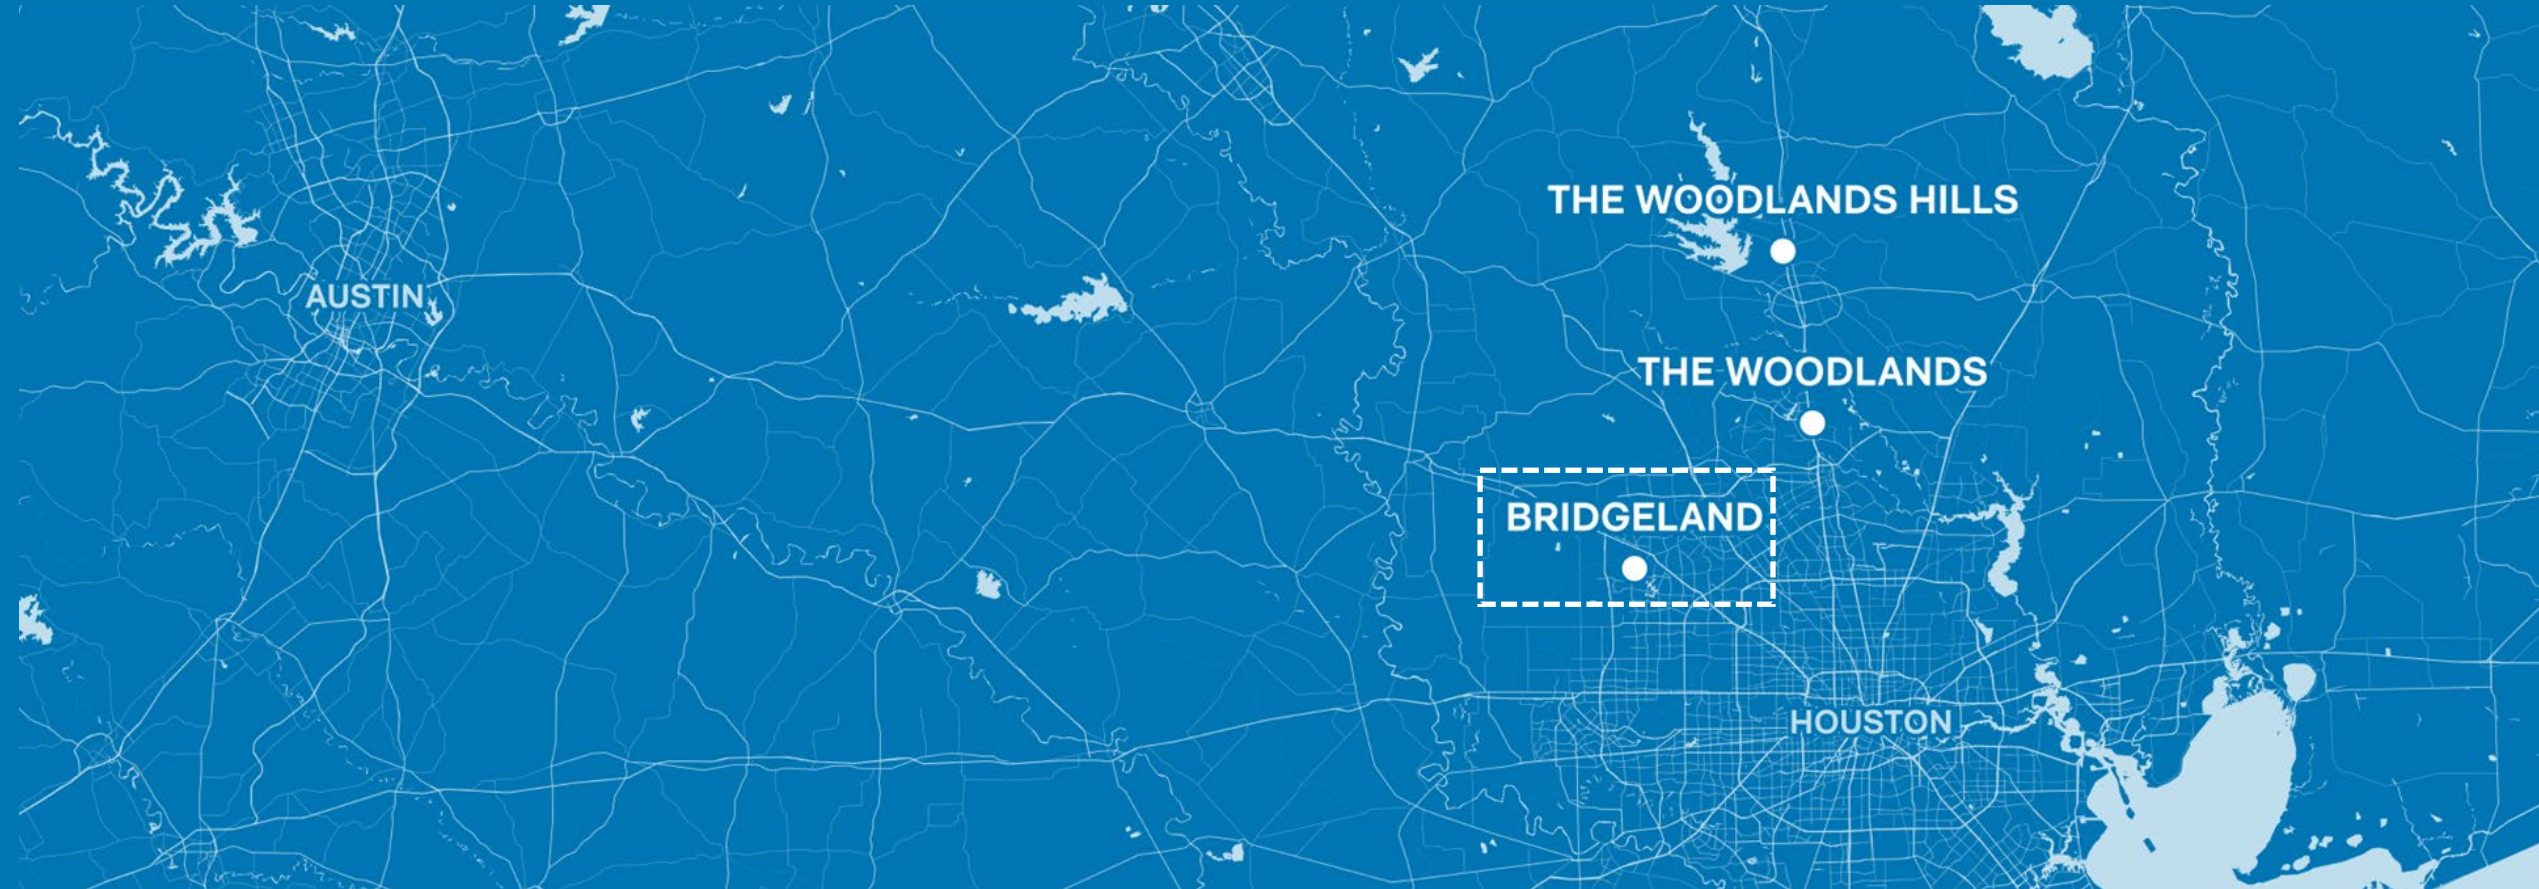 THE WOODLANDS HILLS
AUSTIN
THE WOODLANDS
BRIDGELAND
HOUSTON